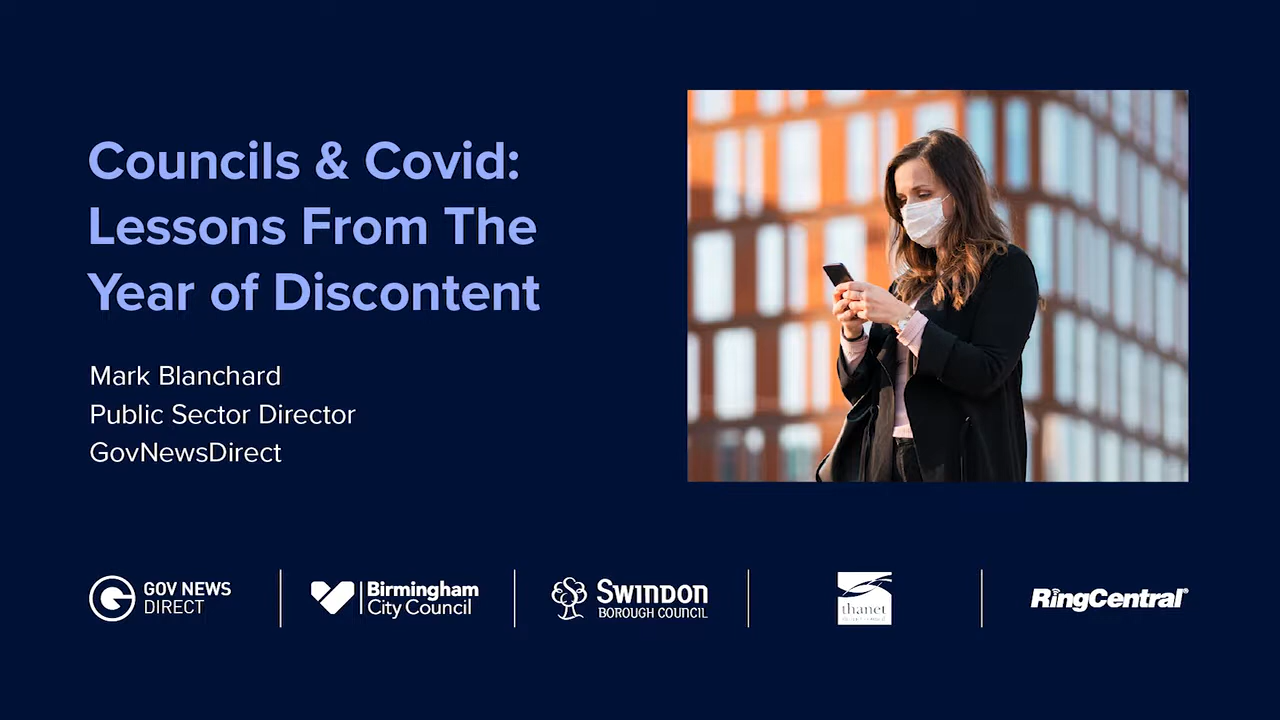 Councils & Covid:
Lessons From The
Year of Discontent
Mark Blanchard
Public Sector Director
GovNewsDirect
GOV NEWS
DIRECT
Birmingham
City Council
Swindon
BOROUGH COUNCIL
thanet
RingCentral®